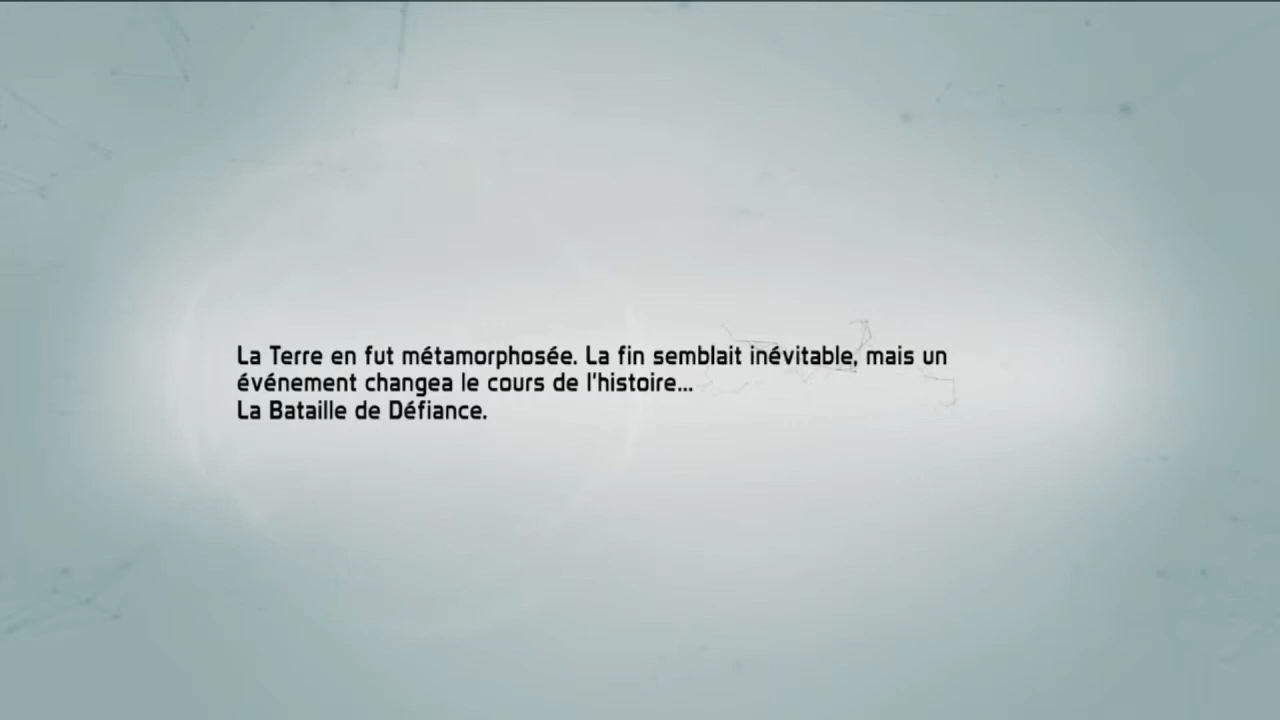 La Terre en fut métamorphosée. La fin semblait inévitable, mais un
événement changea le cours de l'histoire...
La Bataille de Défiance.